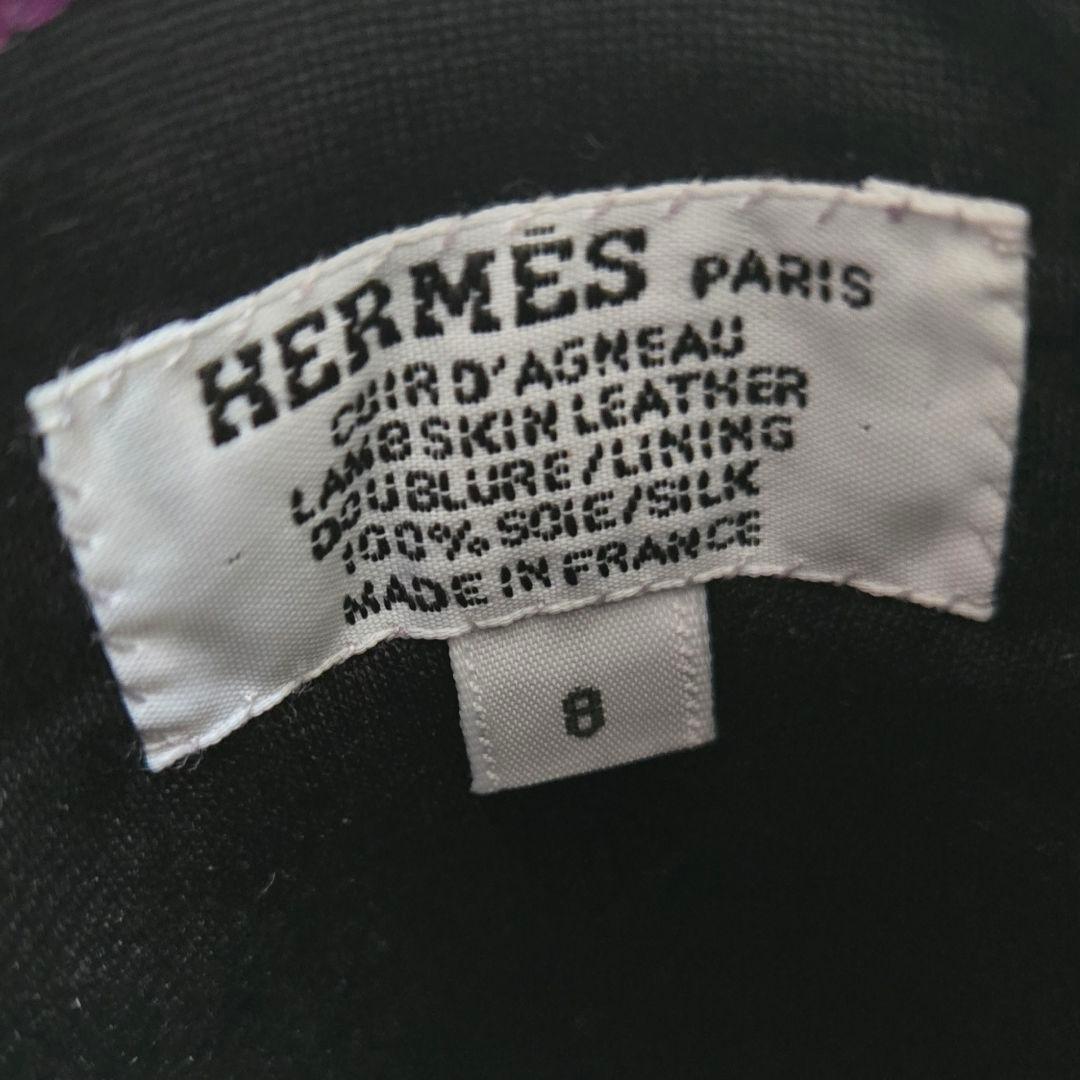 HERMÈS PARIS
CUIR D'AGNEAU
LAMBSKIN LEATHER
DOUBLURE/LINING
100% SOIE/SILK
MADE IN FRANCE
8